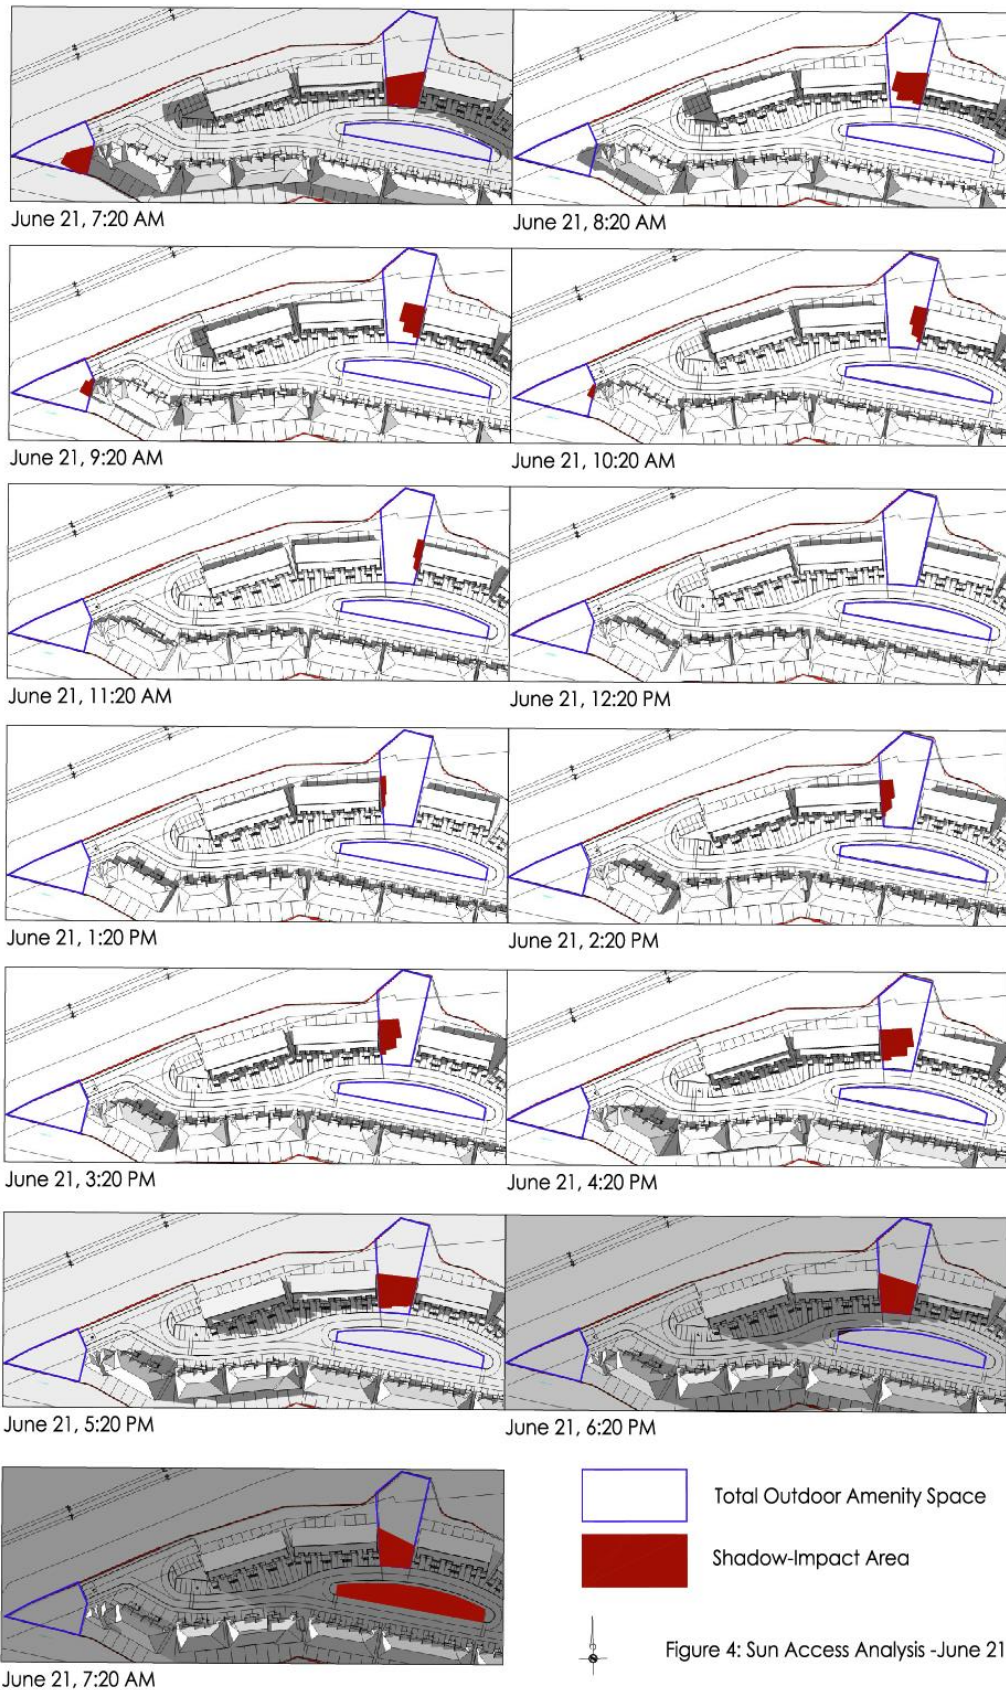 June 21, 7:20 AM
June 21, 8:20 AM
June 21, 9:20 AM
June 21, 10:20 AM
June 21, 11:20 AM
June 21, 12:20 PM
June 21, 1:20 PM
June 21, 2:20 PM
June 21, 3:20 PM
June 21, 4:20 PM
June 21, 5:20 PM
June 21, 6:20 PM
June 21, 7:20 AM
Total Outdoor Amenity Space
Shadow-Impact Area
Figure 4: Sun Access Analysis -June 21